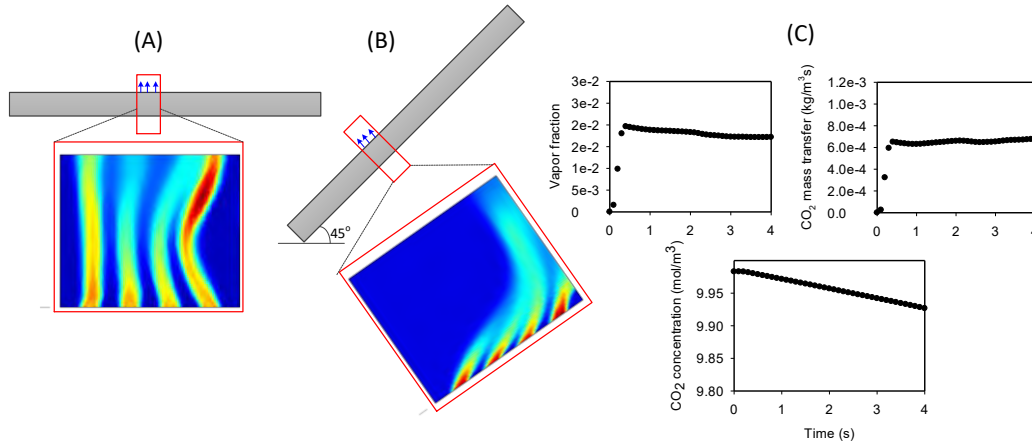 (A)
(B)
45°
(C)
Vapor fraction
3e-2
3e-2
2e-2
2e-2
1e-2
5e-3
0
0 1 2 3 4
CO2 mass transfer (kg/m3s)
1.2e-3
1.0e-3
8.0e-4
6.0e-4
4.0e-4
2.0e-4
0.0
0 1 2 3 4
CO2 concentration (mol/m3)
9.95
9.90
9.85
9.80
0 1 2 3 4
Time (s)